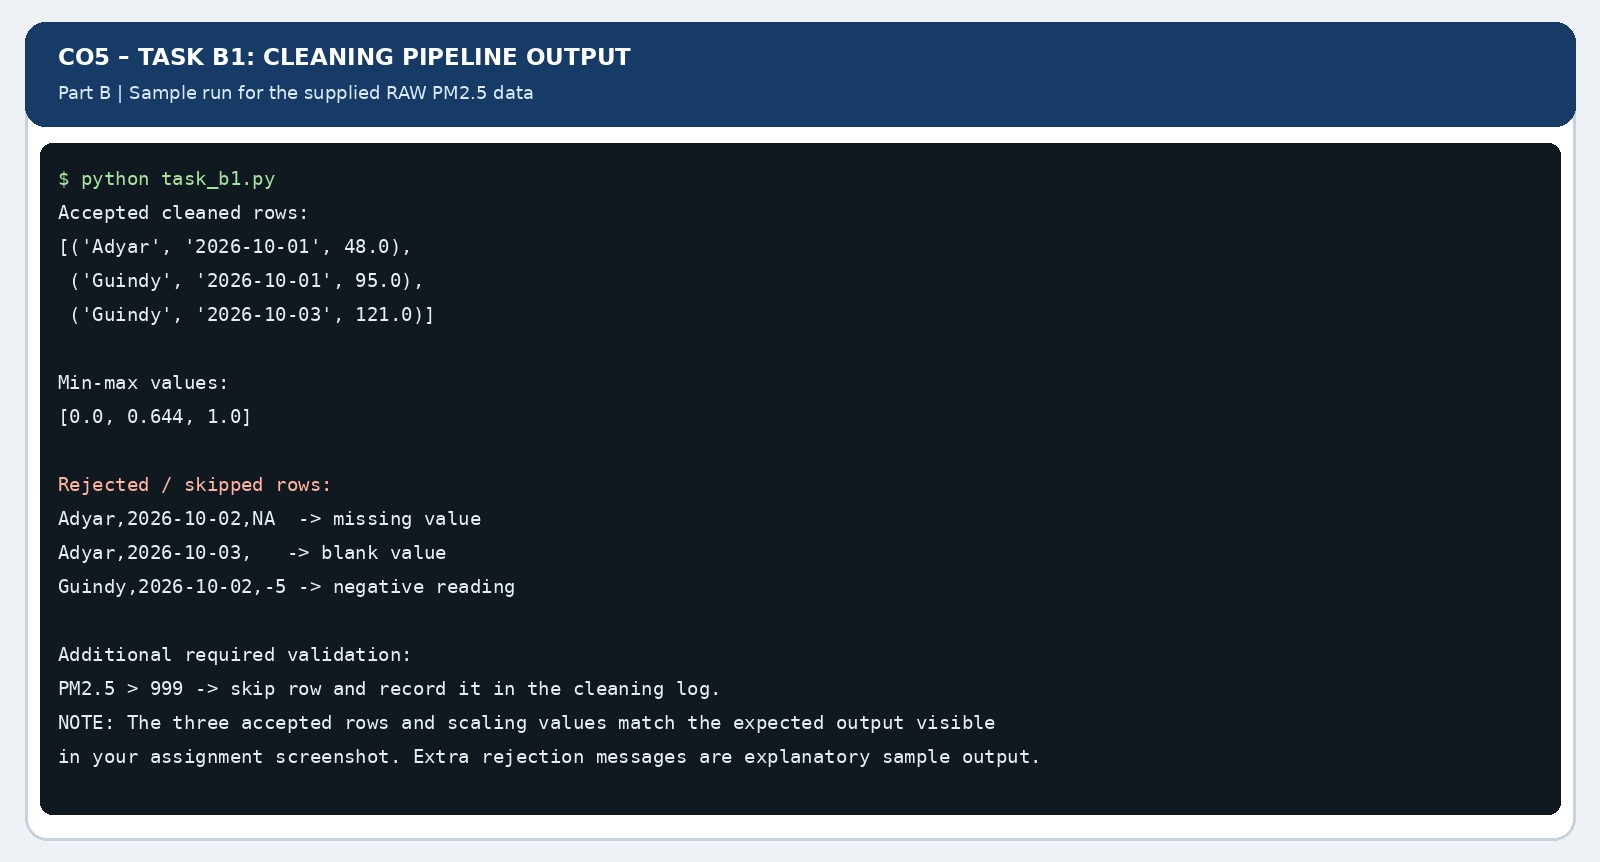 CO5 – TASK B1: CLEANING PIPELINE OUTPUT
Part B | Sample run for the supplied RAW PM2.5 data
$ python task_b1.py
Accepted cleaned rows:
[('Adyar', '2026-10-01', 48.0),
 ('Guindy', '2026-10-01', 95.0),
 ('Guindy', '2026-10-03', 121.0)]
Min-max values:
[0.0, 0.644, 1.0]
Rejected / skipped rows:
Adyar,2026-10-02,NA  -> missing value
Adyar,2026-10-03,   -> blank value
Guindy,2026-10-02,-5 -> negative reading
Additional required validation:
PM2.5 > 999 -> skip row and record it in the cleaning log.
NOTE: The three accepted rows and scaling values match the expected output visible
in your assignment screenshot. Extra rejection messages are explanatory sample output.